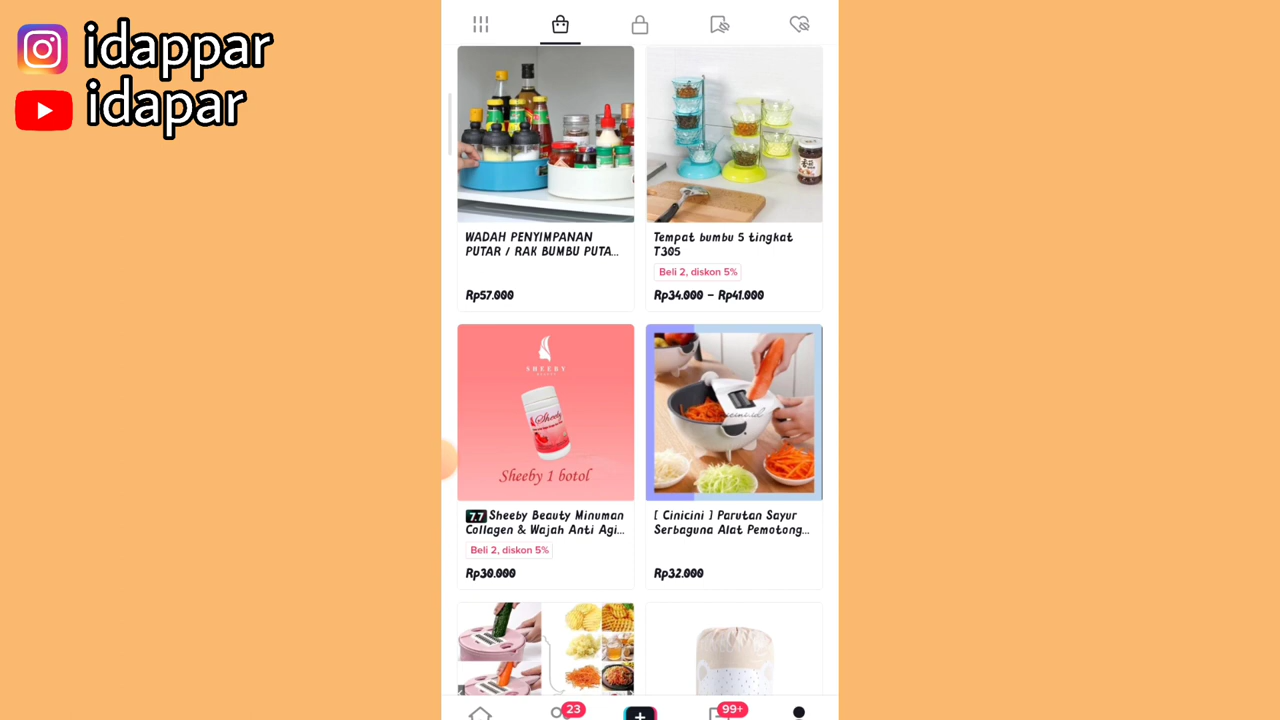 idappar
idapar
WADAH PENYIMPANAN
PUTAR / RAK BUMBU PUTA...
Rp57.000
Tempat bumbu 5 tingkat
T305
Beli 2, diskon 5%
Rp34.000 – Rp41.000
SHEEBY
Sheeby
Sheeby 1 botol
7.7 Sheeby Beauty Minuman
Collagen & Wajah Anti Agi...
Beli 2, diskon 5%
Rp30.000
[ Cinicini ] Parutan Sayur
Serbaguna Alat Pemotong...
Rp32.000
23
99+